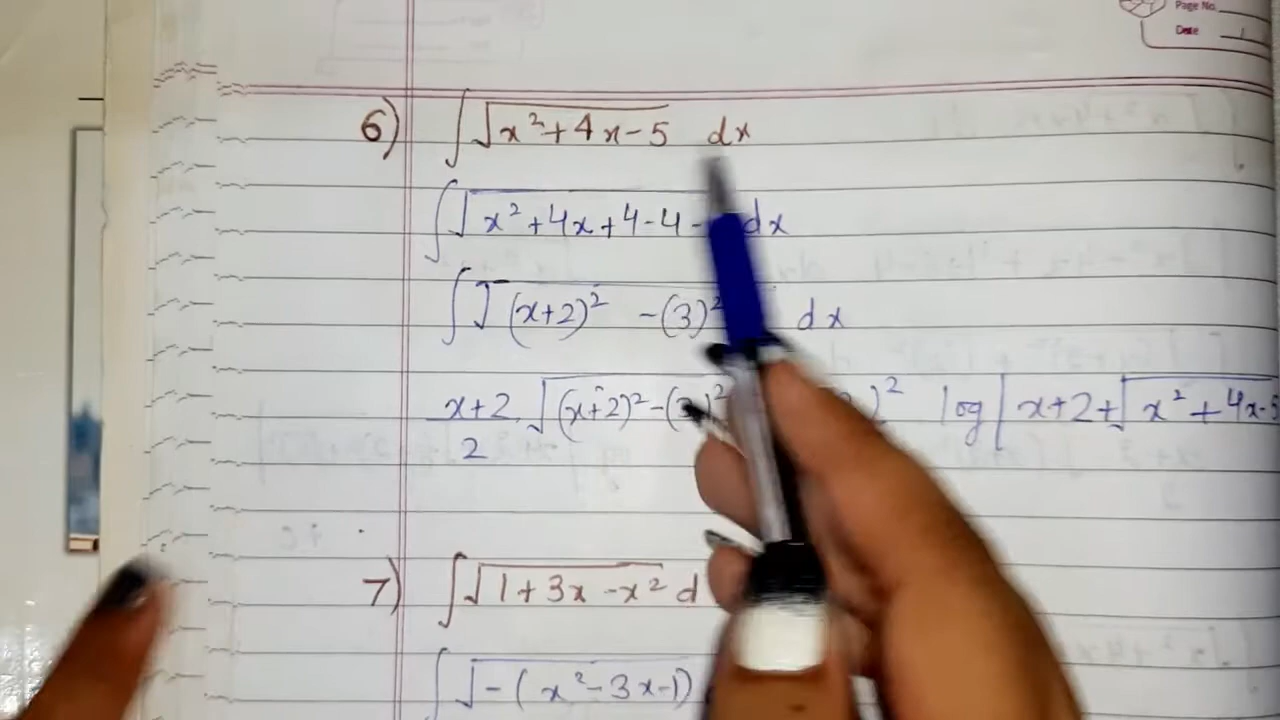 Page No.
Date
6) ∫√x²+4x-5 dx
∫√x²+4x+4-4- dx
∫√(x+2)² -(3)² dx
x+2/2 √(x+2)²-( )² )² log|x+2+√x²+4x-5
7) ∫√1+3x-x² d
∫√-(x²-3x-1)